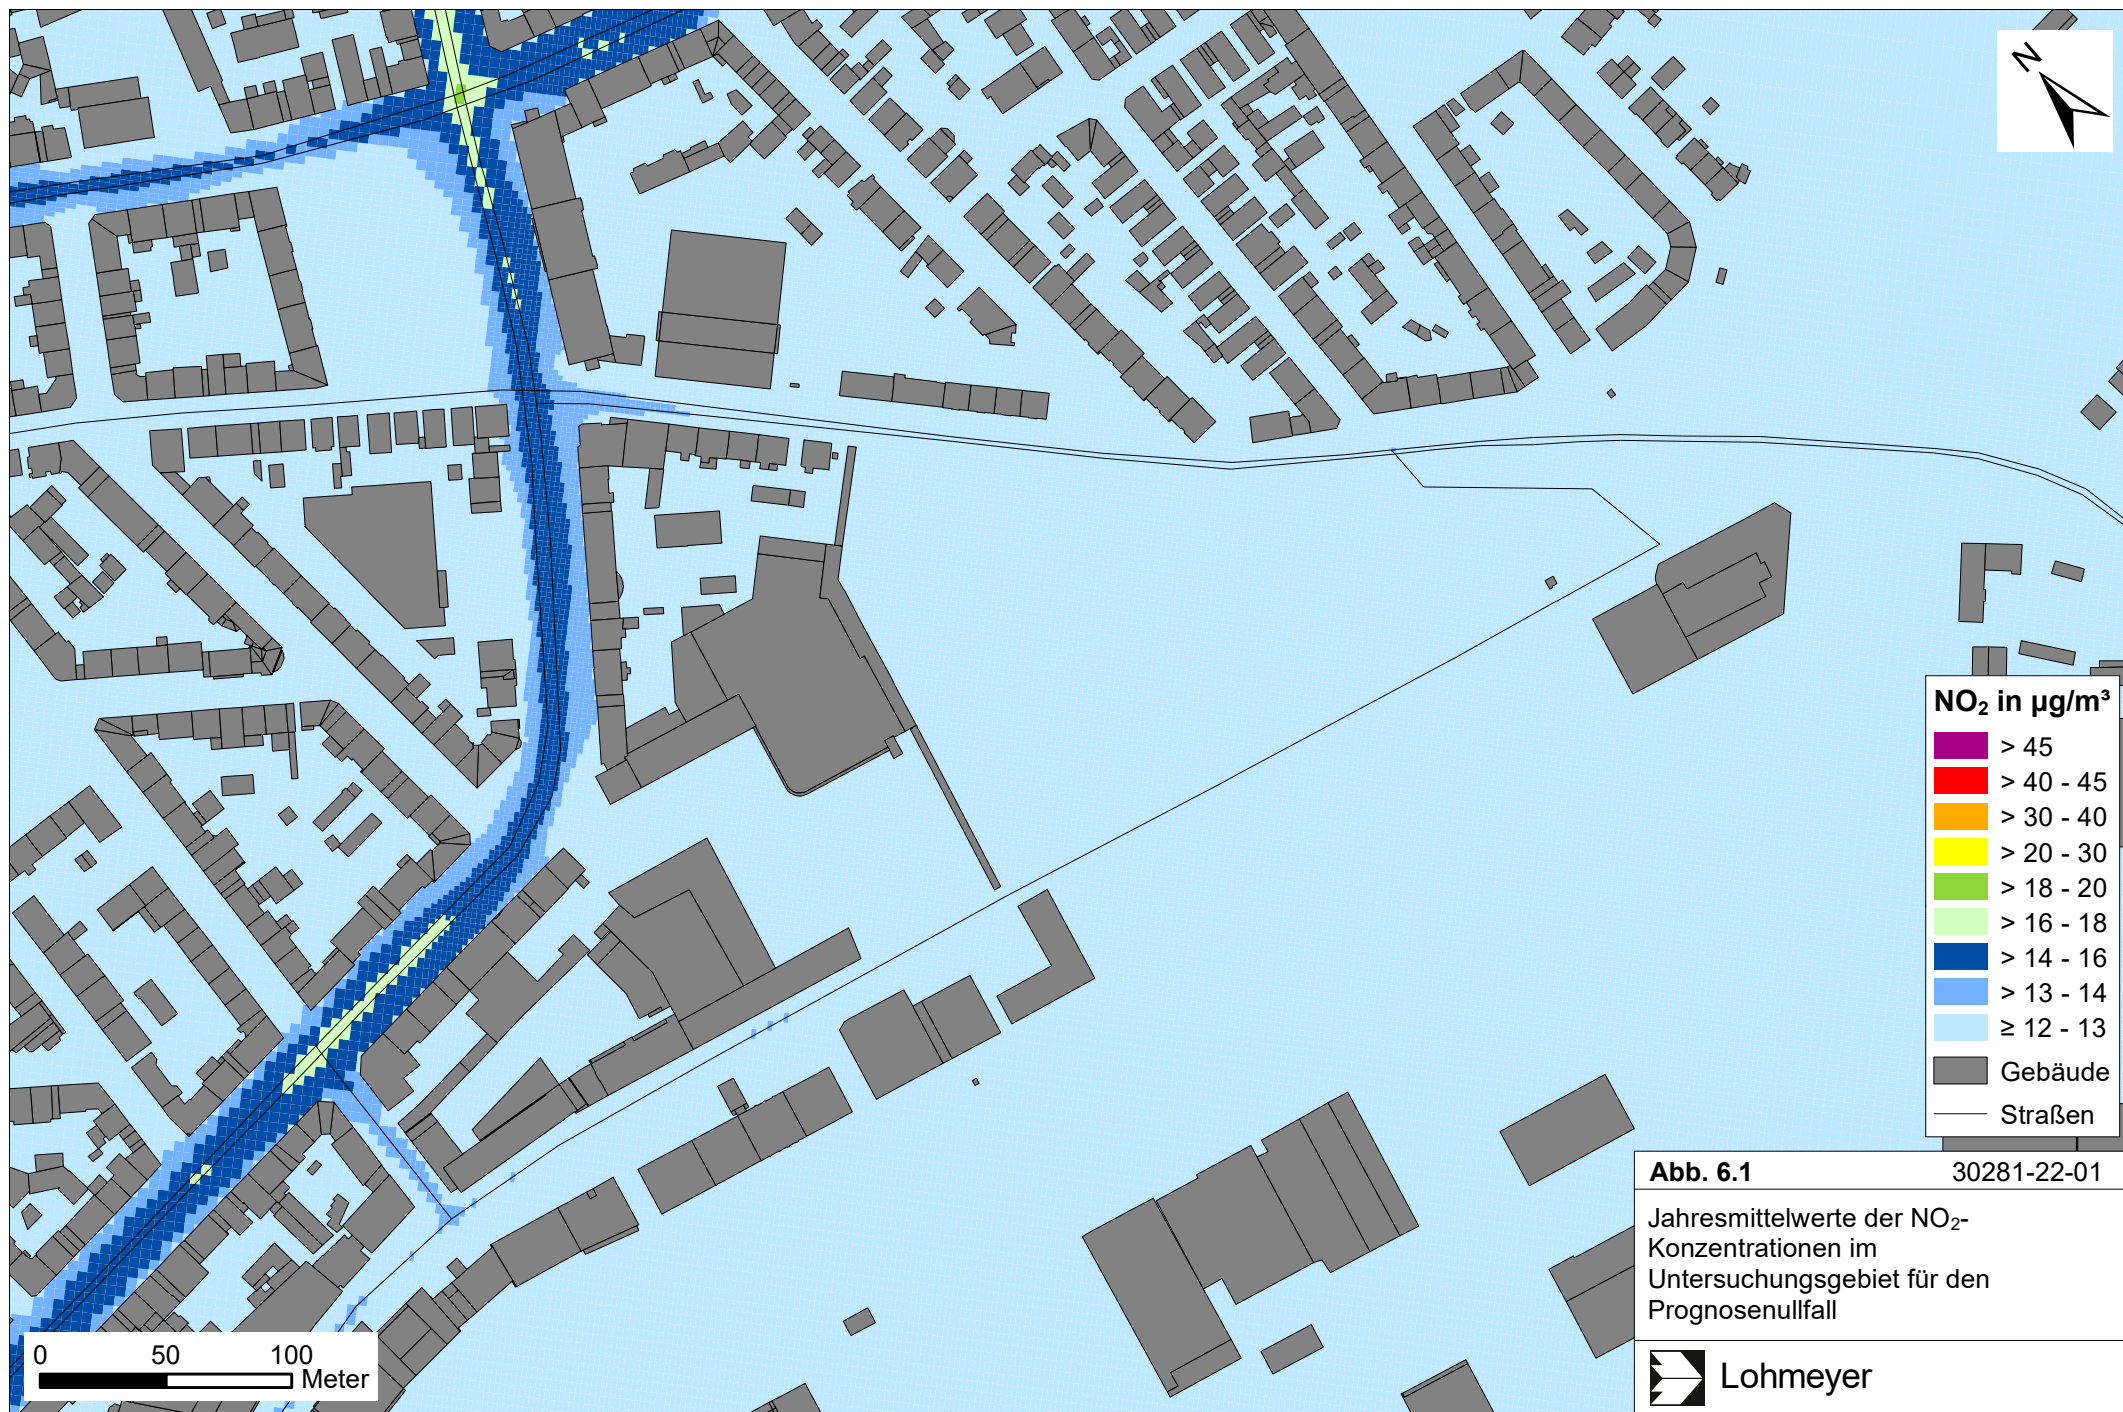 N
NO₂ in µg/m³
> 45
> 40 - 45
> 30 - 40
> 20 - 30
> 18 - 20
> 16 - 18
> 14 - 16
> 13 - 14
≥ 12 - 13
Gebäude
Straßen
Abb. 6.1 30281-22-01
Jahresmittelwerte der NO₂-
Konzentrationen im
Untersuchungsgebiet für den
Prognosenullfall
Lohmeyer
0 50 100
Meter